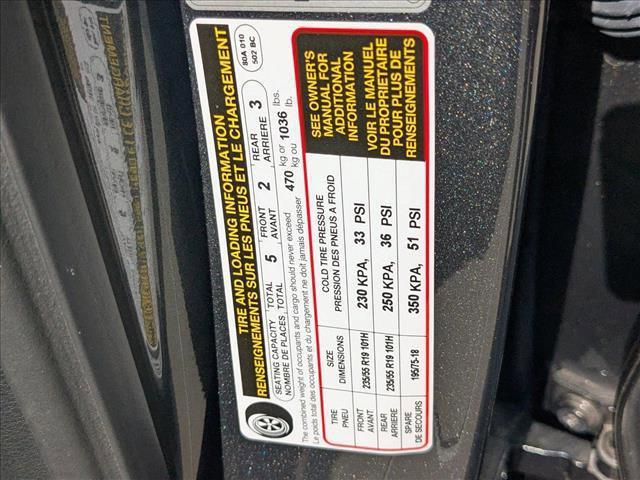 TIRE AND LOADING INFORMATION
RENSEIGNEMENTS SUR LES PNEUS ET LE CHARGEMENT
80A 010
502 BC
SEATING CAPACITY TOTAL 5 FRONT 2 REAR 3
NOMBRE DE PLACES TOTAL AVANT ARRIERE
The combined weight of occupants and cargo should never exceed 470 kg or 1036 lbs.
Le poids total des occupants et du chargement ne doit jamais dépasser kg ou lb.
TIRE SIZE COLD TIRE PRESSURE
PNEU DIMENSIONS PRESSION DES PNEUS A FROID
FRONT 235/55 R19 101H 230 KPA, 33 PSI
AVANT
REAR 235/55 R19 101H 250 KPA, 36 PSI
ARRIERE
SPARE 195/75-18 350 KPA, 51 PSI
DE SECOURS
SEE OWNER'S
MANUAL FOR
ADDITIONAL
INFORMATION
VOIR LE MANUEL
DU PROPRIETAIRE
POUR PLUS DE
RENSEIGNEMENTS